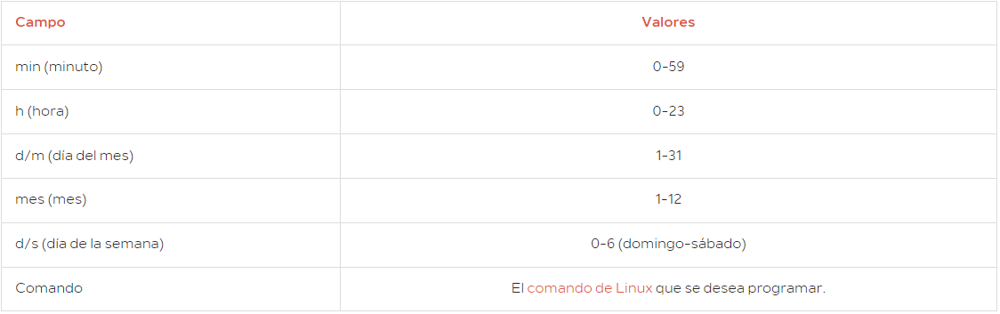 Campo Valores
min (minuto) 0-59
h (hora) 0-23
d/m (día del mes) 1-31
mes (mes) 1-12
d/s (día de la semana) 0-6 (domingo-sábado)
Comando El comando de Linux que se desea programar.